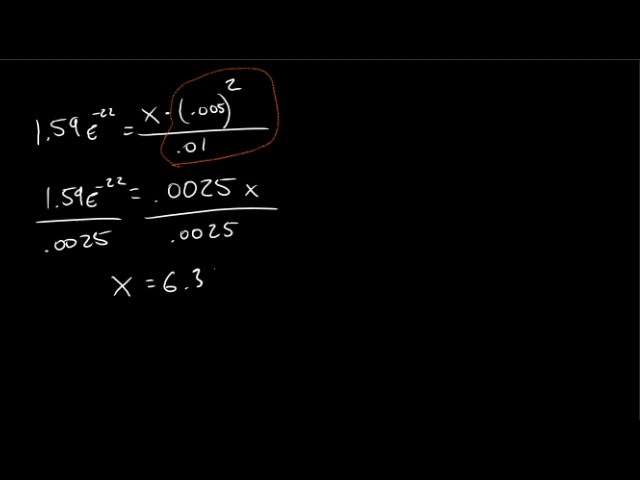 1.59E⁻²² = x · (.005)² / .01
1.59E⁻²² / .0025 = .0025 x / .0025
x = 6.3